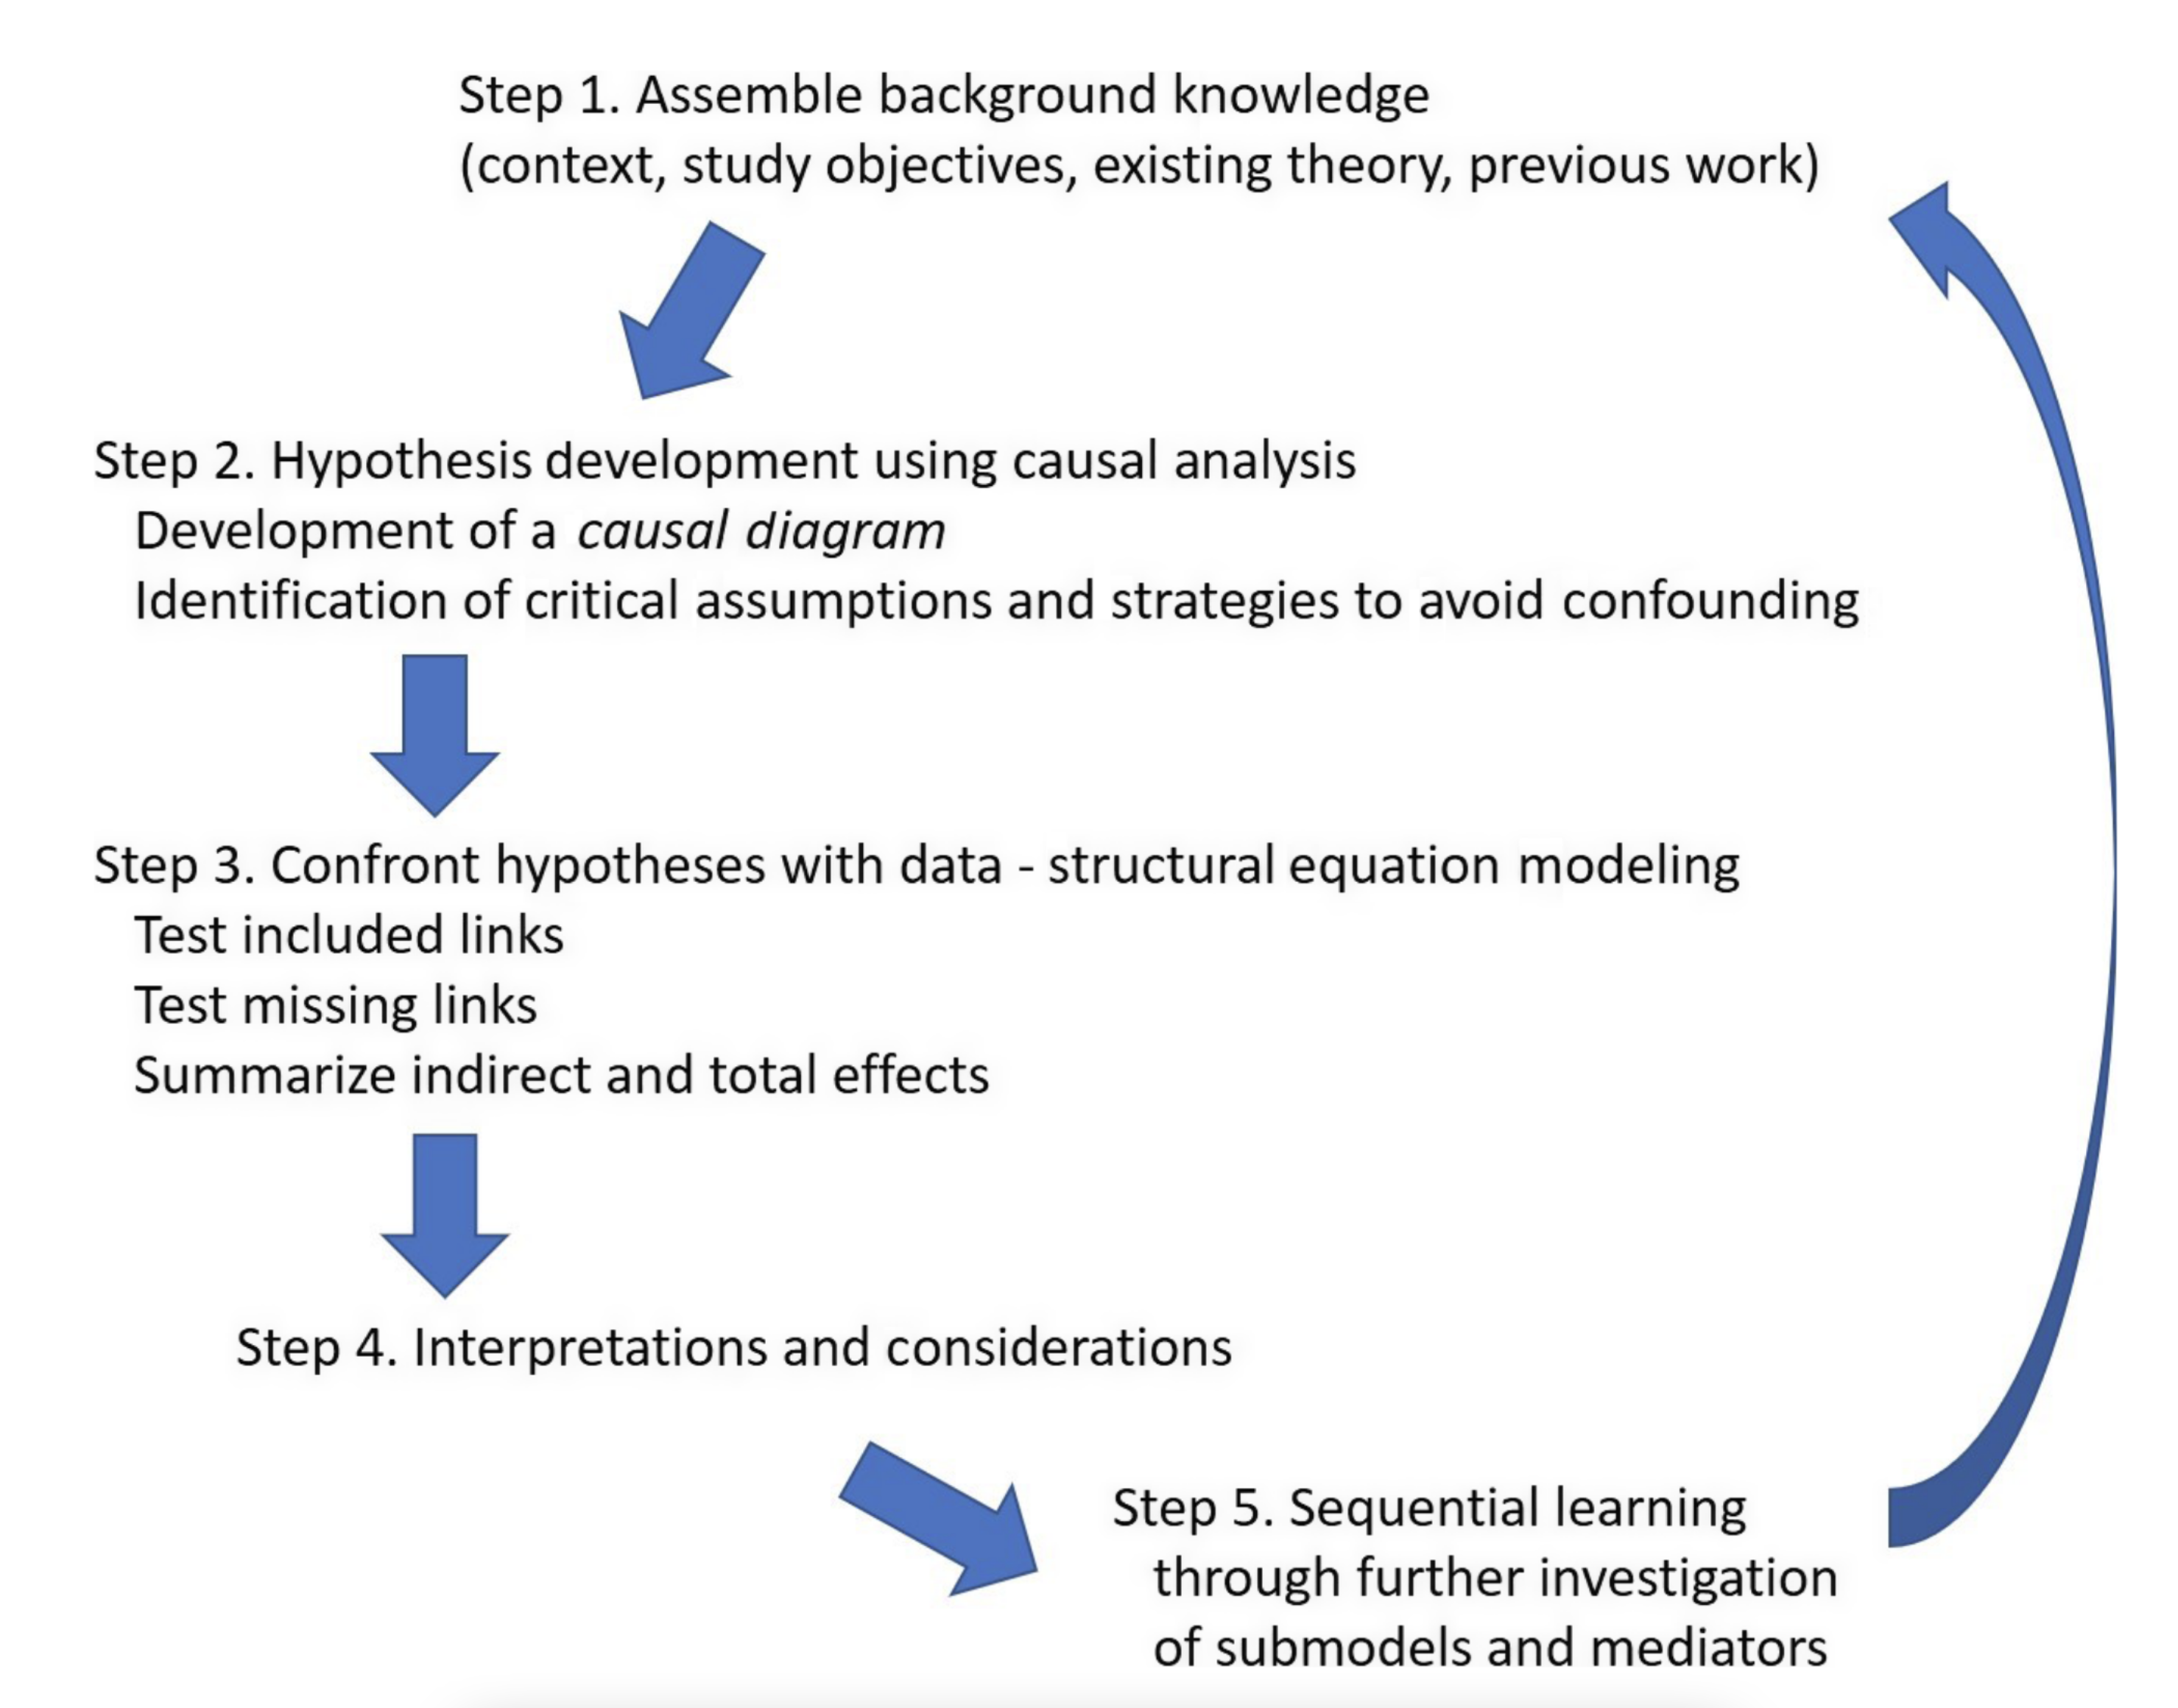 Step 1. Assemble background knowledge
(context, study objectives, existing theory, previous work)
Step 2. Hypothesis development using causal analysis
Development of a causal diagram
Identification of critical assumptions and strategies to avoid confounding
Step 3. Confront hypotheses with data - structural equation modeling
Test included links
Test missing links
Summarize indirect and total effects
Step 4. Interpretations and considerations
Step 5. Sequential learning
through further investigation
of submodels and mediators